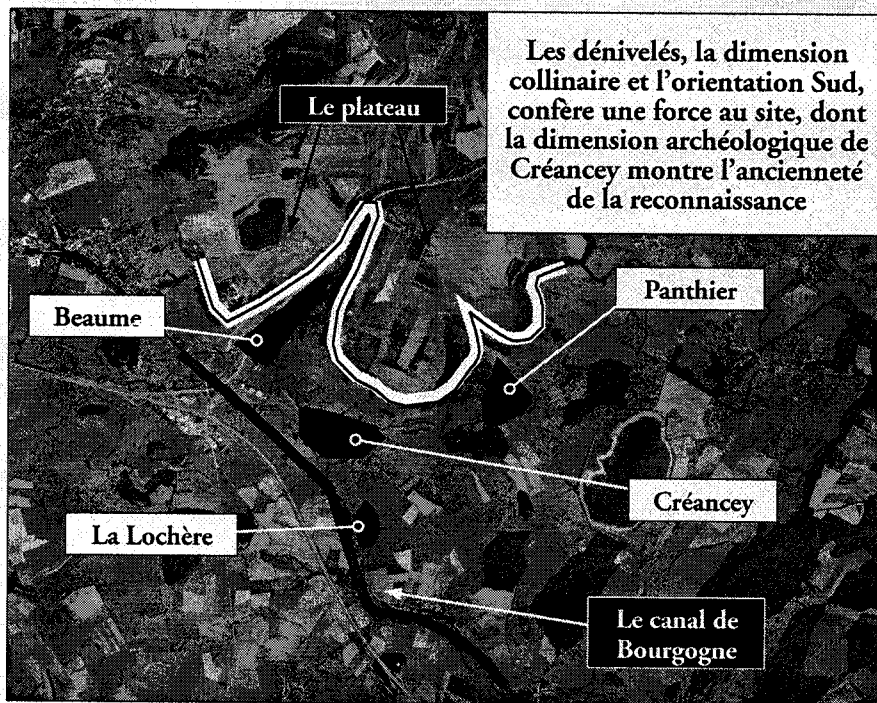 Les dénivelés, la dimension
collinaire et l'orientation Sud,
confère une force au site, dont
la dimension archéologique de
Créancey montre l'ancienneté
de la reconnaissance
Le plateau
Beaume
Panthier
Créancey
La Lochère
Le canal de
Bourgogne